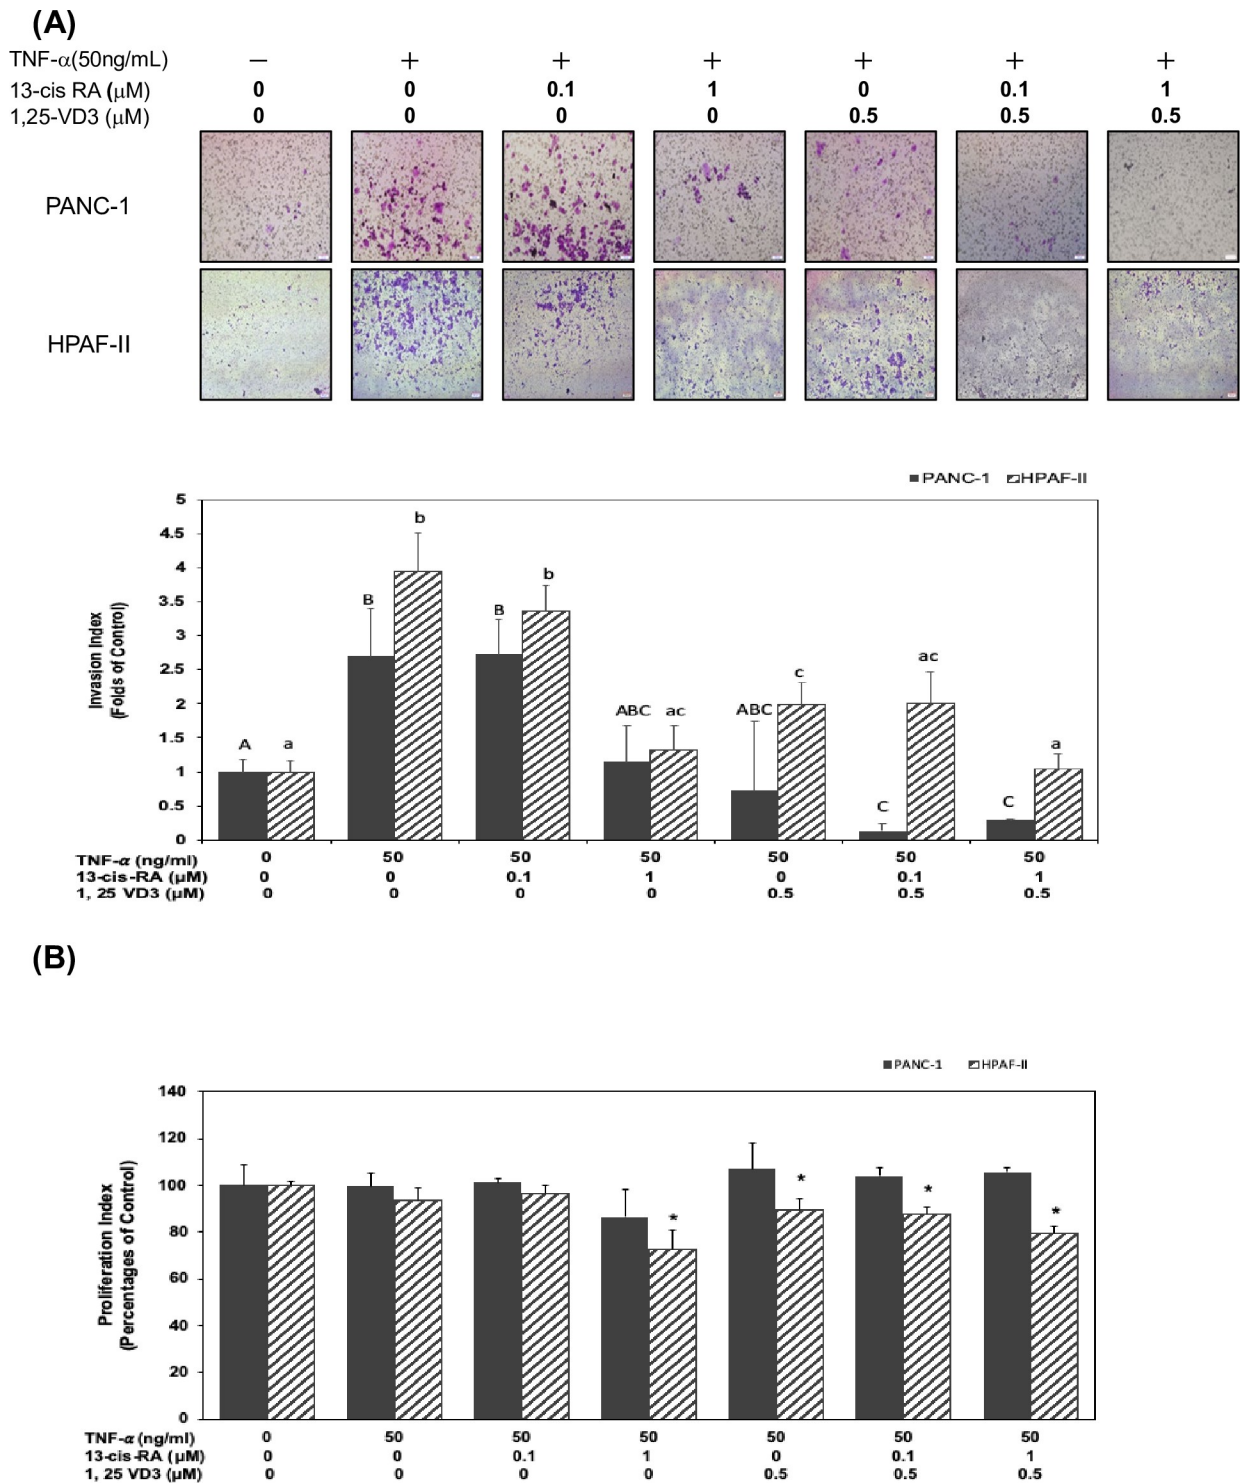 (A)
TNF-α(50ng/mL) — + + + + + +
13-cis RA (µM) 0 0 0.1 1 0 0.1 1
1,25-VD3 (µM) 0 0 0 0 0.5 0.5 0.5
PANC-1
HPAF-II
PANC-1 HPAF-II
Invasion Index
(Folds of Control)
5
4.5
4
3.5
3
2.5
2
1.5
1
0.5
0
A a B b B b ABC ac ABC c C ac C a
TNF-α (ng/ml) 0 50 50 50 50 50 50
13-cis-RA (µM) 0 0 0.1 1 0 0.1 1
1, 25 VD3 (µM) 0 0 0 0 0.5 0.5 0.5
(B)
PANC-1 HPAF-II
Proliferation Index
(Percentages of Control)
140
120
100
80
60
40
20
0
* * * *
TNF-α (ng/ml) 0 50 50 50 50 50 50
13-cis-RA (µM) 0 0 0.1 1 0 0.1 1
1, 25 VD3 (µM) 0 0 0 0 0.5 0.5 0.5